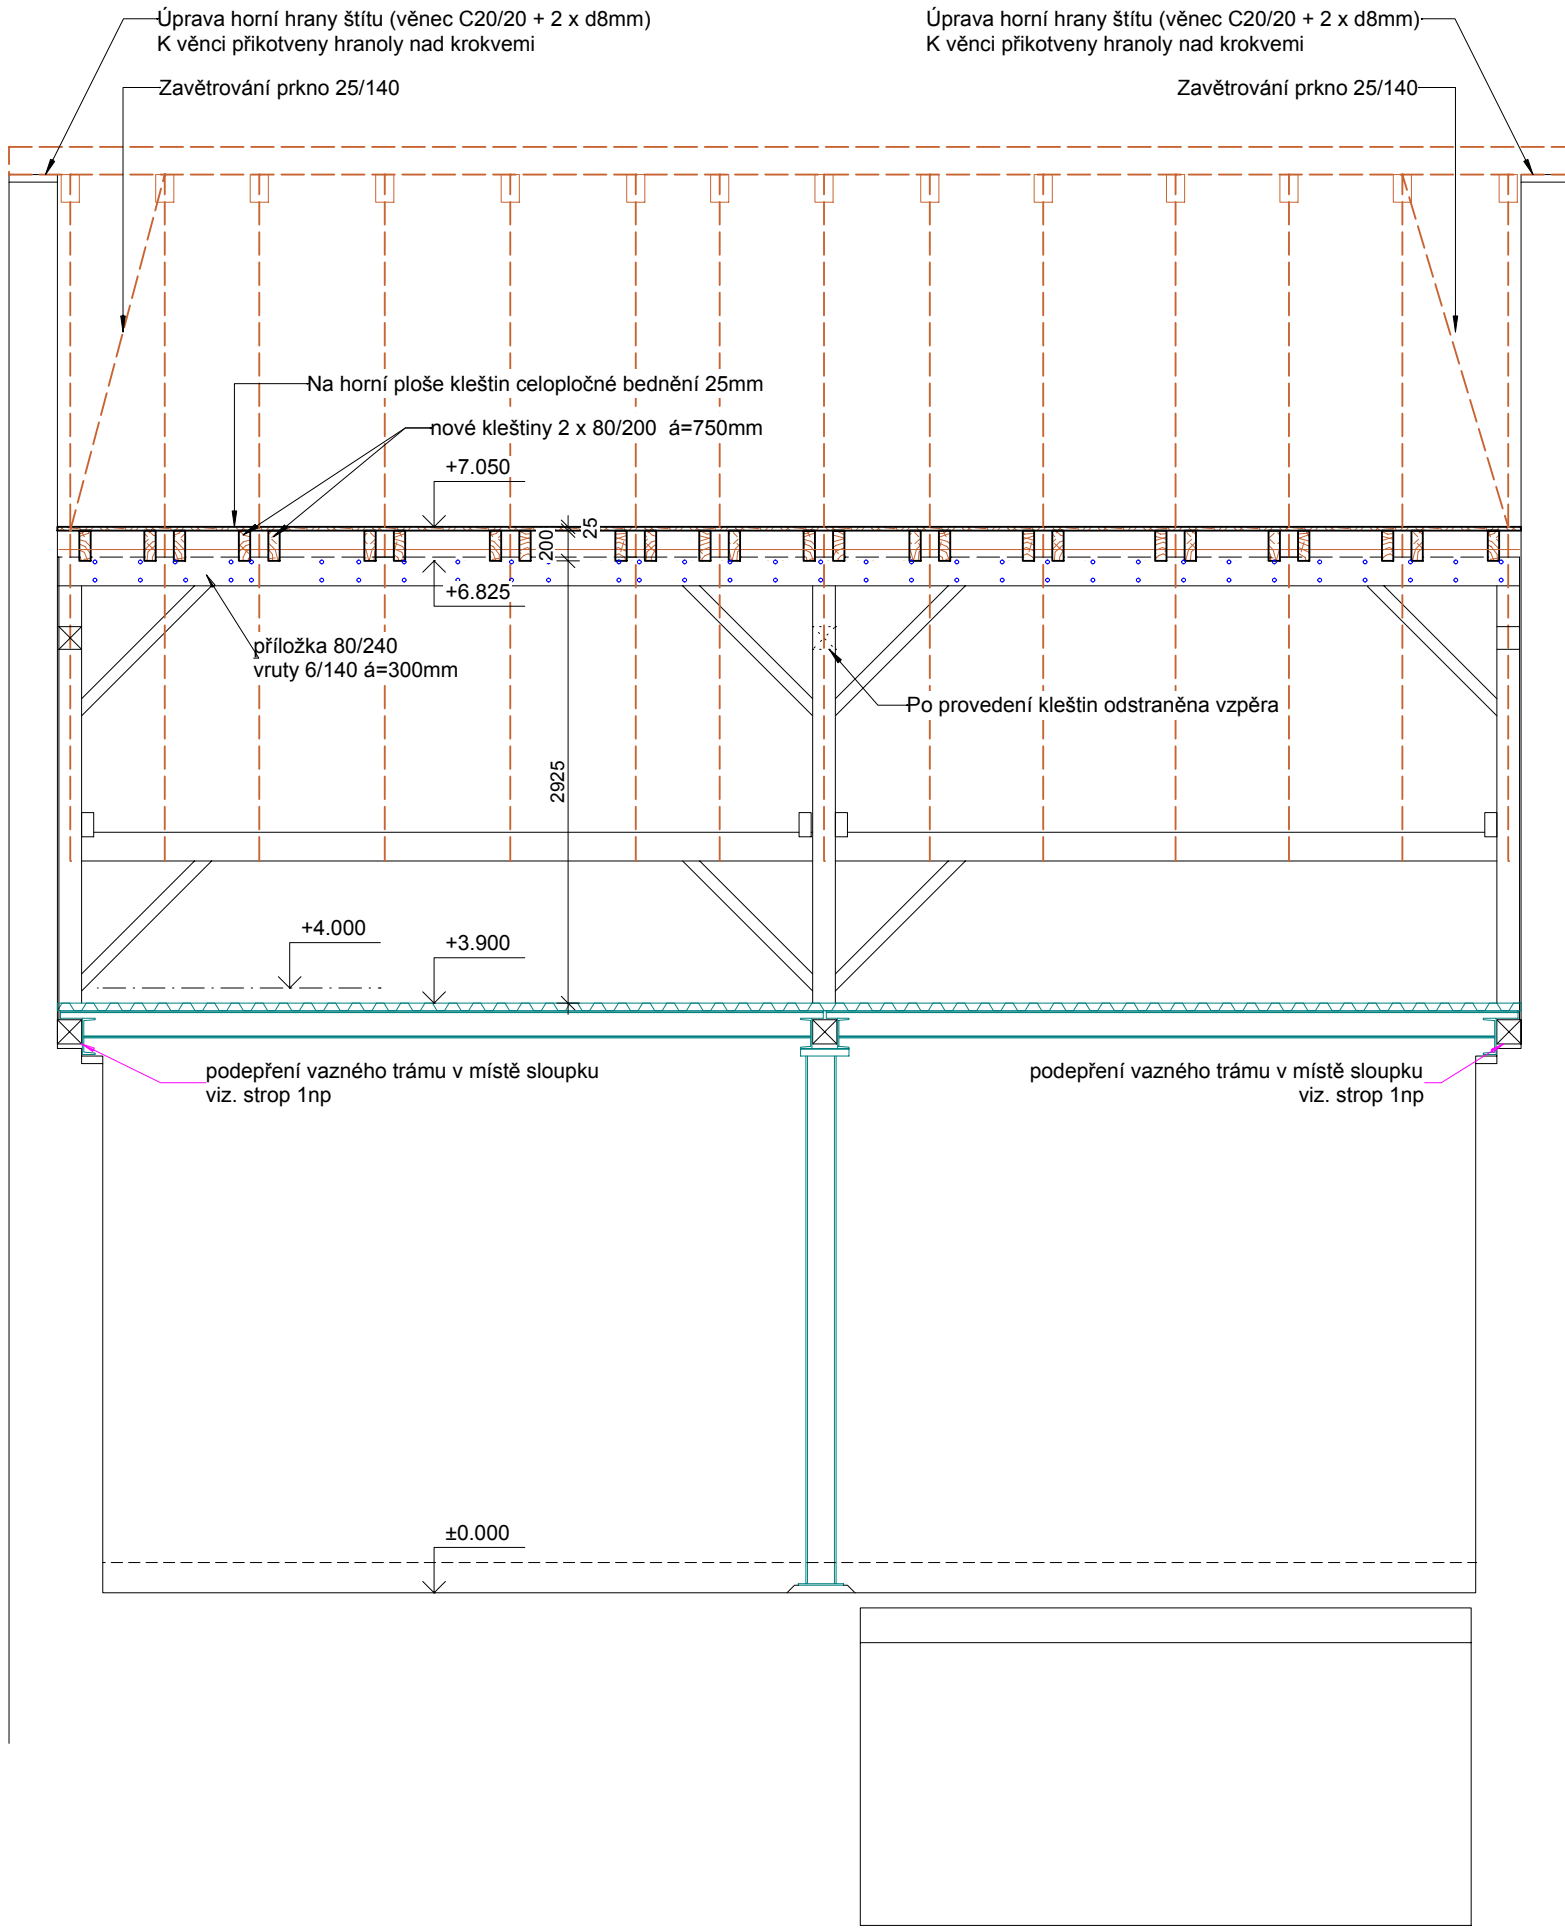 Úprava horní hrany štítu (věnec C20/20 + 2 x d8mm)
K věnci přikotveny hranoly nad krokvemi
Úprava horní hrany štítu (věnec C20/20 + 2 x d8mm)
K věnci přikotveny hranoly nad krokvemi
Zavětrování prkno 25/140
Zavětrování prkno 25/140
Na horní ploše kleštin celopločné bednění 25mm
nové kleštiny 2 x 80/200 á=750mm
+7.050
25
200
+6.825
příložka 80/240
vruty 6/140 á=300mm
Po provedení kleštin odstraněna vzpěra
2925
+4.000
+3.900
podepření vazného trámu v místě sloupku
viz. strop 1np
podepření vazného trámu v místě sloupku
viz. strop 1np
±0.000